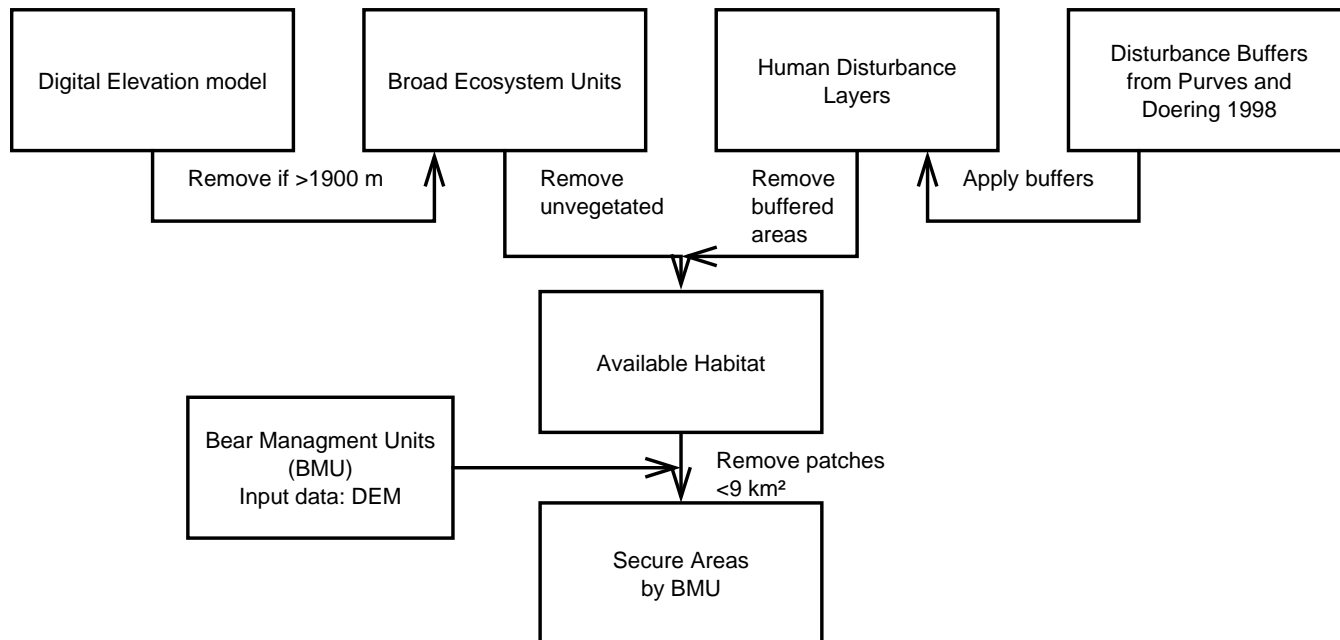 Digital Elevation model
Broad Ecosystem Units
Human Disturbance
Layers
Disturbance Buffers
from Purves and
Doering 1998
Remove if >1900 m
Remove
unvegetated
Remove
buffered
areas
Apply buffers
Available Habitat
Bear Managment Units
(BMU)
Input data: DEM
Remove patches
<9 km²
Secure Areas
by BMU